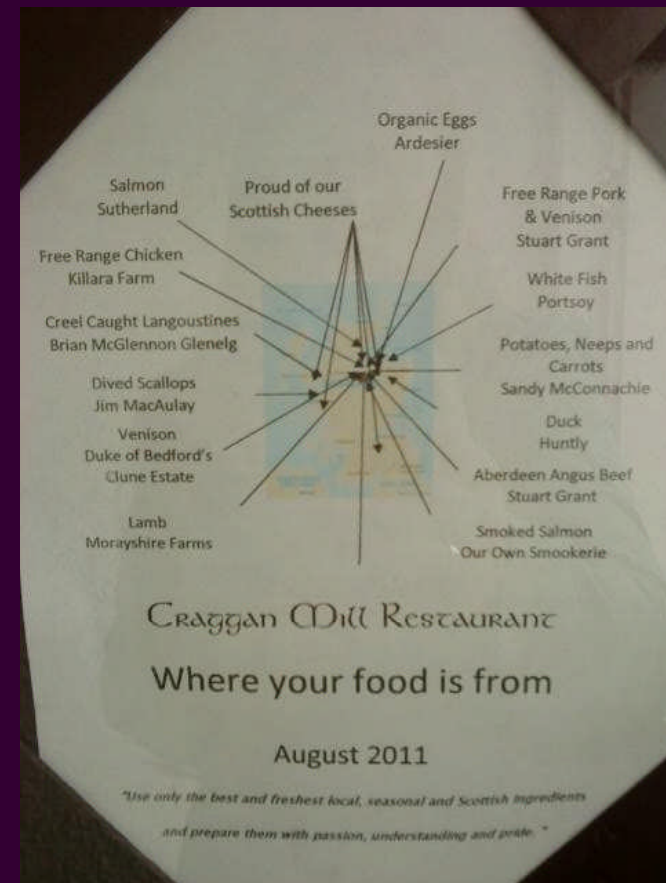 Organic Eggs
Ardesier
Salmon
Sutherland
Proud of our
Scottish Cheeses
Free Range Pork
& Venison
Stuart Grant
Free Range Chicken
Killara Farm
White Fish
Portsoy
Creel Caught Langoustines
Brian McGlennon Glenelg
Potatoes, Neeps and
Carrots
Sandy McConnachie
Dived Scallops
Jim MacAulay
Duck
Huntly
Venison
Duke of Bedford's
Clune Estate
Aberdeen Angus Beef
Stuart Grant
Lamb
Morayshire Farms
Smoked Salmon
Our Own Smookerie
Craggan Mill Restaurant
Where your food is from
August 2011
"Use only the best and freshest local, seasonal and Scottish ingredients
and prepare them with passion, understanding and pride. "